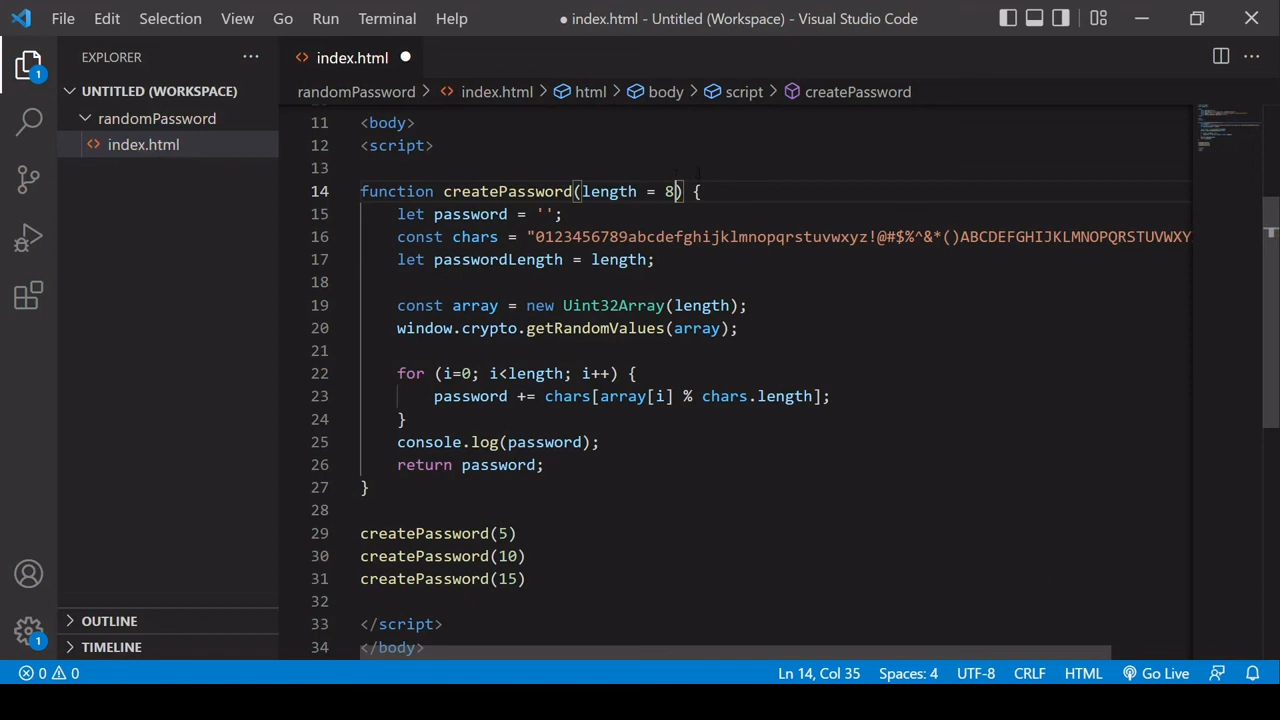 File Edit Selection View Go Run Terminal Help
● index.html - Untitled (Workspace) - Visual Studio Code
EXPLORER
index.html
UNTITLED (WORKSPACE)
randomPassword
index.html
randomPassword > index.html > html > body > script > createPassword
11 <body>
12 <script>
13
14 function createPassword(length = 8) {
15 let password = '';
16 const chars = "0123456789abcdefghijklmnopqrstuvwxyz!@#$%^&*()ABCDEFGHIJKLMNOPQRSTUVWXY
17 let passwordLength = length;
18
19 const array = new Uint32Array(length);
20 window.crypto.getRandomValues(array);
21
22 for (i=0; i<length; i++) {
23 password += chars[array[i] % chars.length];
24 }
25 console.log(password);
26 return password;
27 }
28
29 createPassword(5)
30 createPassword(10)
31 createPassword(15)
32
33 </script>
34 </body>
OUTLINE
TIMELINE
1
1
0 0 Ln 14, Col 35 Spaces: 4 UTF-8 CRLF HTML Go Live